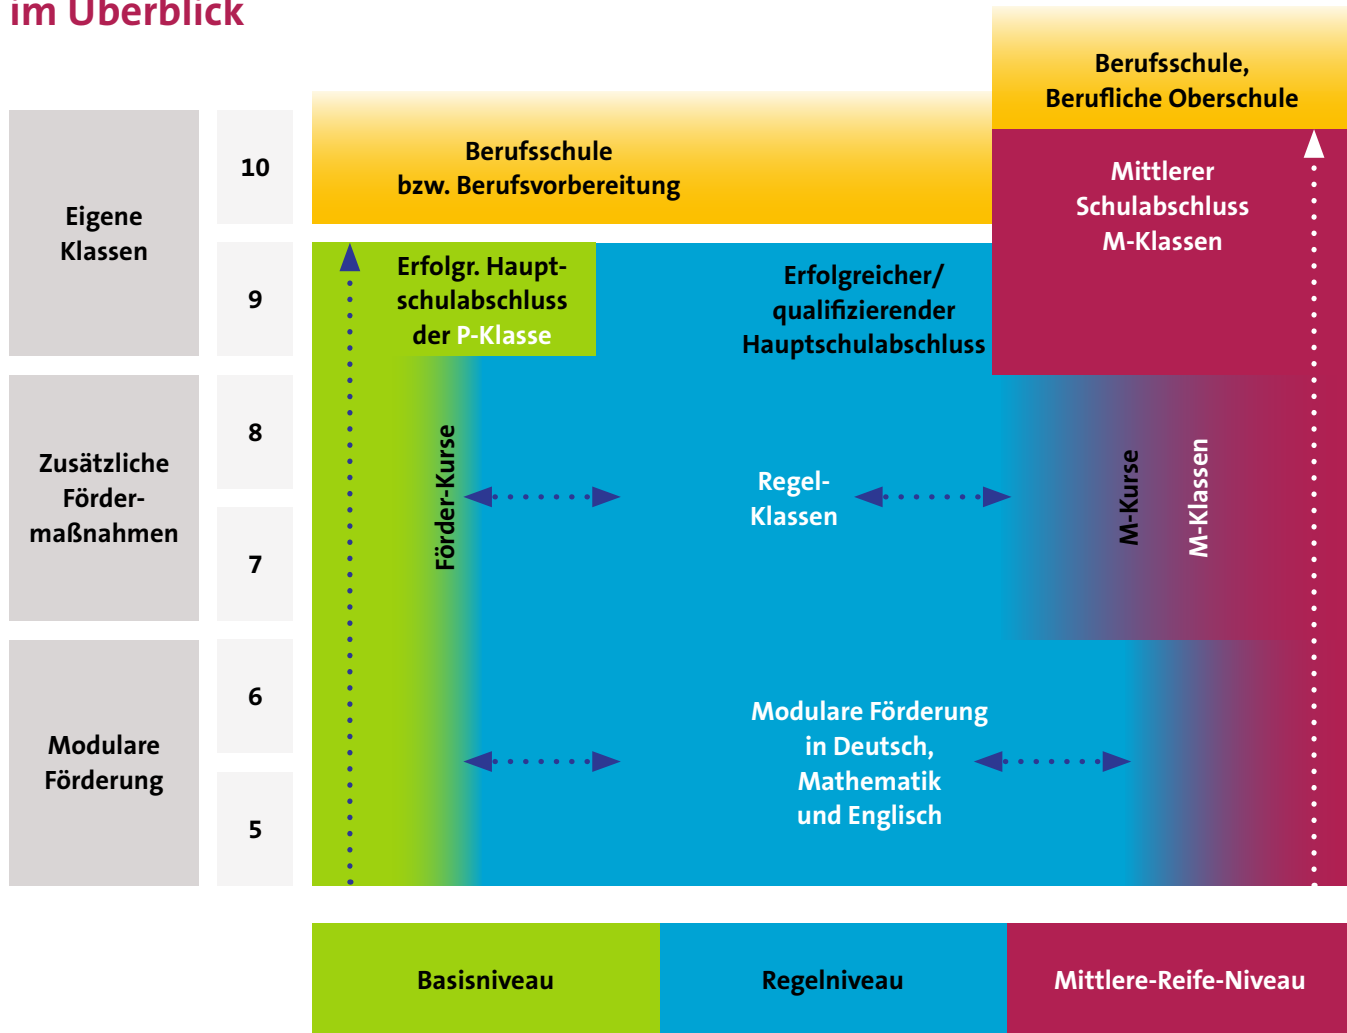 im Überblick
Berufsschule,
Berufliche Oberschule
Eigene
Klassen
10
Berufsschule
bzw. Berufsvorbereitung
Mittlerer
Schulabschluss
M-Klassen
9
Erfolgr. Haupt-
schulabschluss
der P-Klasse
Erfolgreicher/
qualifizierender
Hauptschulabschluss
Zusätzliche
Förder-
maßnahmen
8
7
Förder-Kurse
Regel-
Klassen
M-Kurse
M-Klassen
Modulare
Förderung
6
5
Modulare Förderung
in Deutsch,
Mathematik
und Englisch
Basisniveau
Regelniveau
Mittlere-Reife-Niveau